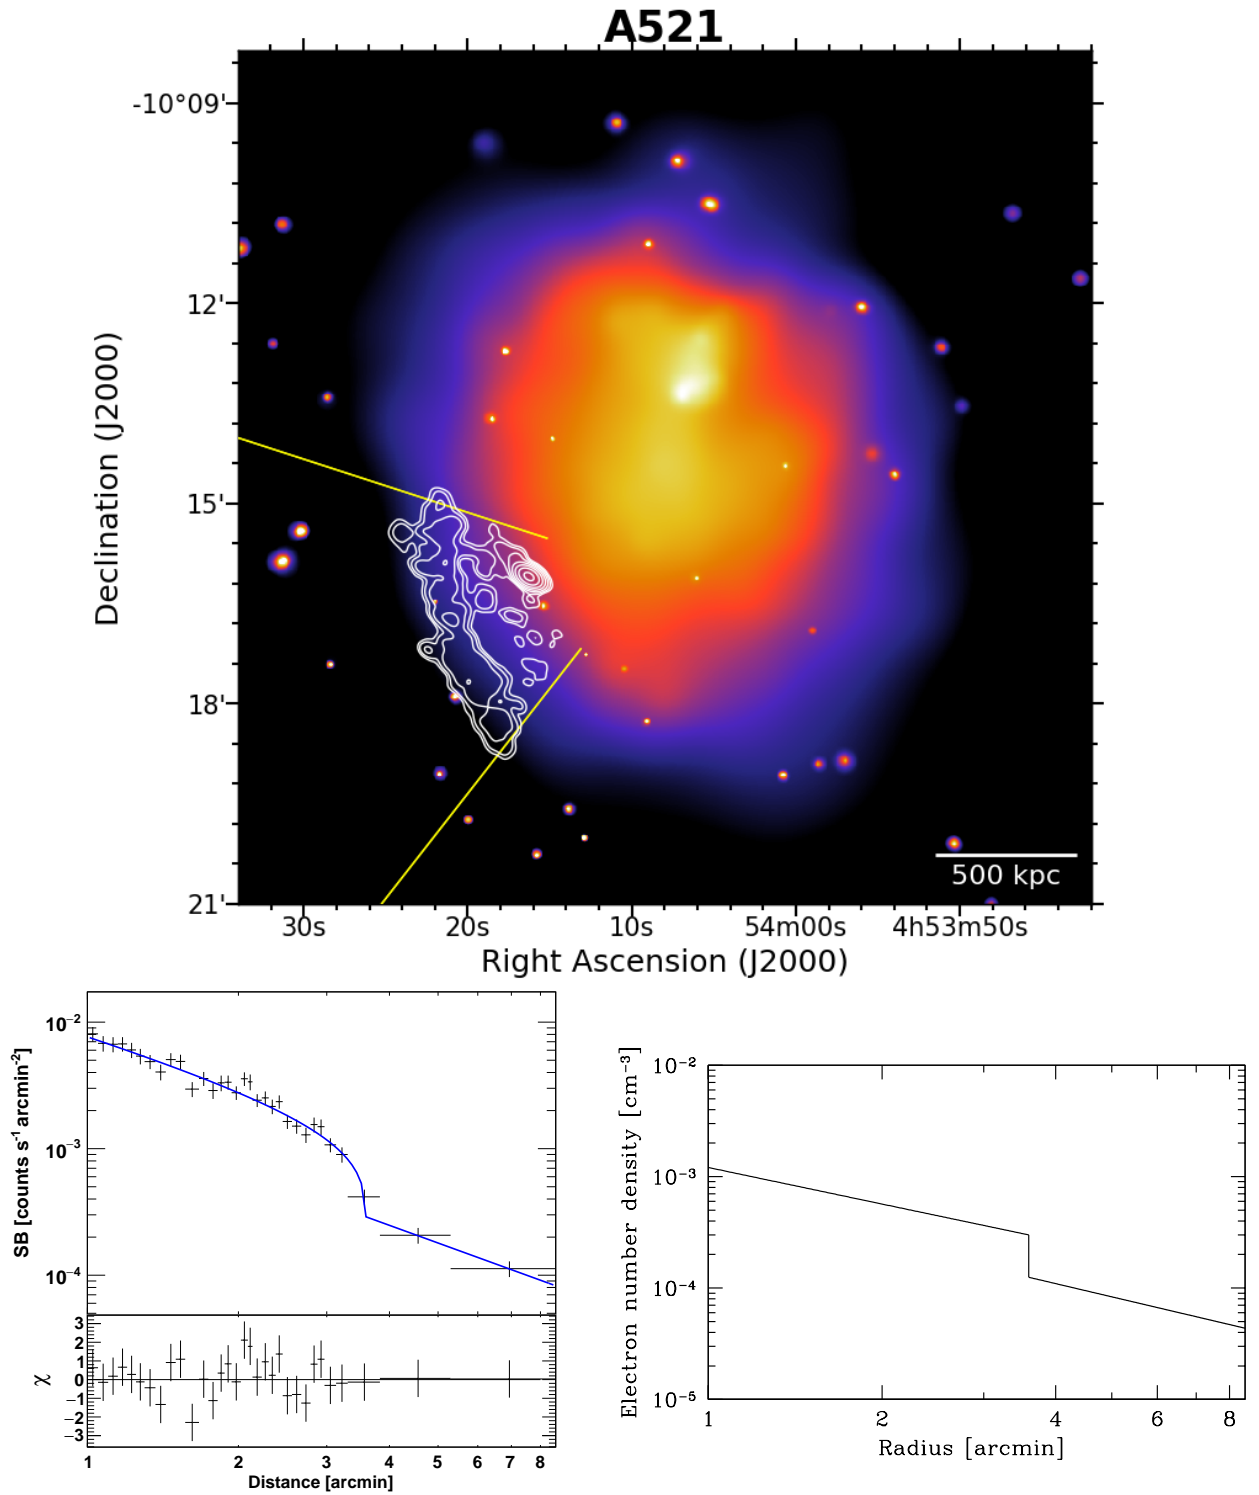 A521
-10°09'
12'
15'
18'
21'
Declination (J2000)
500 kpc
30s
20s
10s
54m00s
4h53m50s
Right Ascension (J2000)
10⁻²
10⁻³
10⁻⁴
SB [counts s⁻¹ arcmin⁻²]
3
2
1
0
−1
−2
−3
χ
1
2
3
4
5
6
7
8
Distance [arcmin]
10⁻²
10⁻³
10⁻⁴
10⁻⁵
Electron number density [cm⁻³]
1
2
4
6
8
Radius [arcmin]